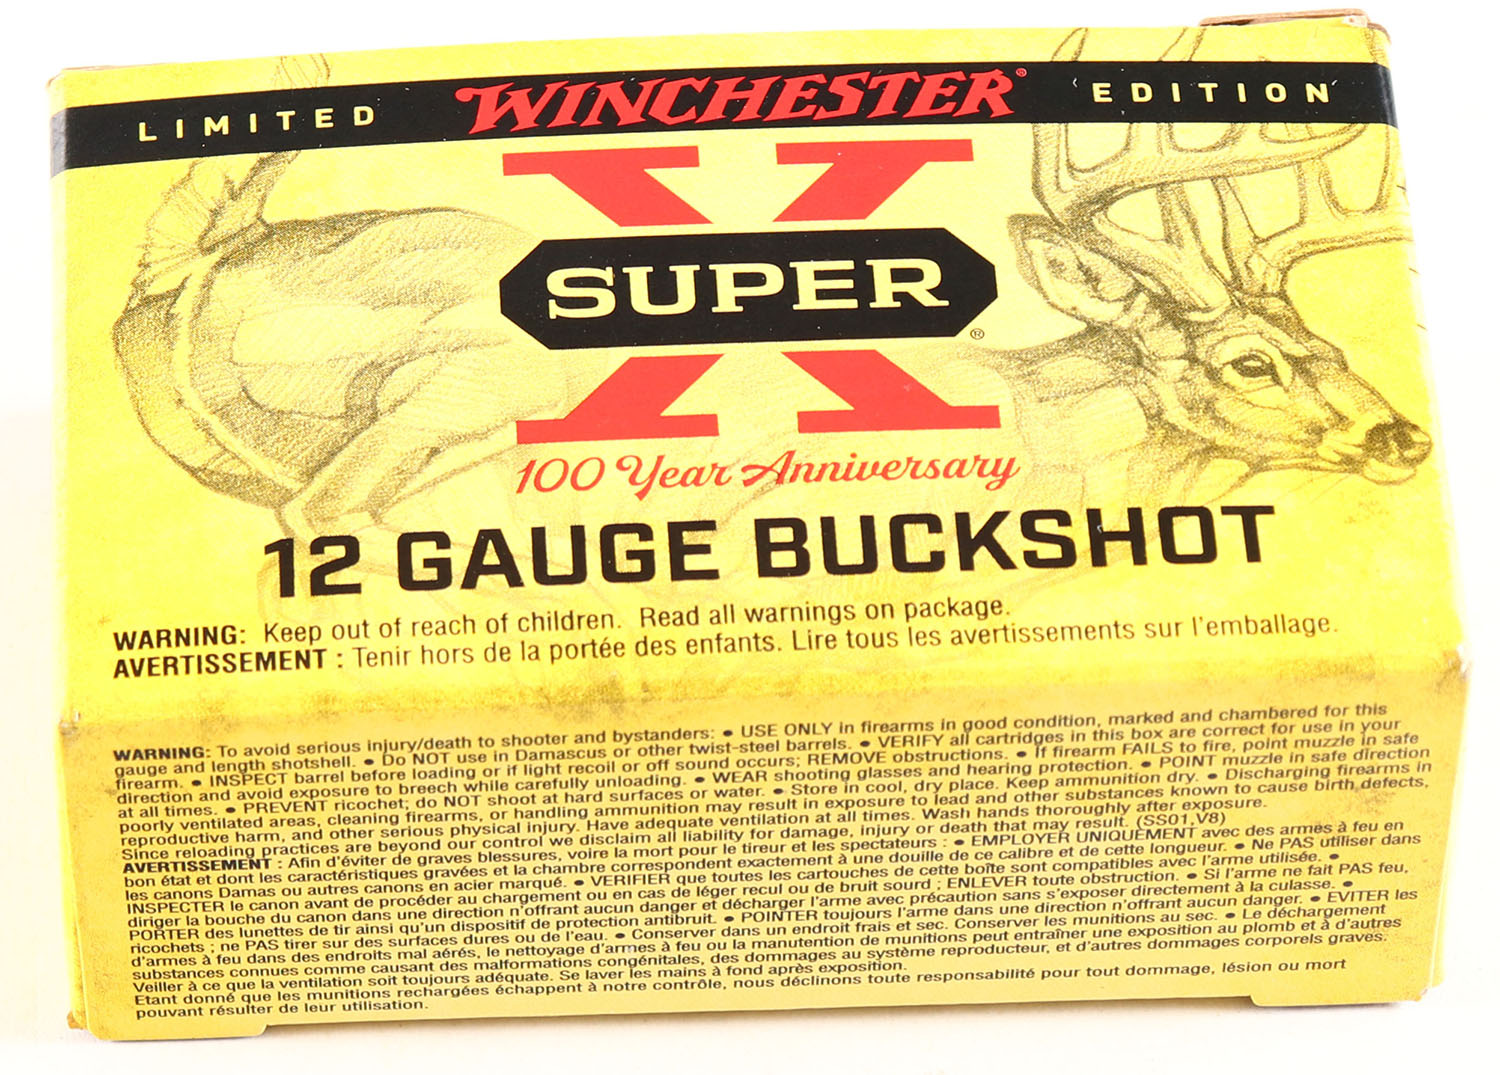 LIMITED WINCHESTER® EDITION
X
SUPER®
100 Year Anniversary
12 GAUGE BUCKSHOT
WARNING: Keep out of reach of children. Read all warnings on package.
AVERTISSEMENT : Tenir hors de la portée des enfants. Lire tous les avertissements sur l'emballage.
WARNING: To avoid serious injury/death to shooter and bystanders: • USE ONLY in firearms in good condition, marked and chambered for this
gauge and length shotshell. • Do NOT use in Damascus or other twist-steel barrels. • VERIFY all cartridges in this box are correct for use in your
firearm. • INSPECT barrel before loading or if light recoil or off sound occurs; REMOVE obstructions. • If firearm FAILS to fire, point muzzle in safe
direction and avoid exposure to breech while carefully unloading. • WEAR shooting glasses and hearing protection. • POINT muzzle in safe direction
at all times. • PREVENT ricochet; do NOT shoot at hard surfaces or water. • Store in cool, dry place. Keep ammunition dry. • Discharging firearms in
poorly ventilated areas, cleaning firearms, or handling ammunition may result in exposure to lead and other substances known to cause birth defects,
reproductive harm, and other serious physical injury. Have adequate ventilation at all times. Wash hands thoroughly after exposure.
Since reloading practices are beyond our control we disclaim all liability for damage, injury or death that may result. (SS01,V8)
AVERTISSEMENT : Afin d'éviter de graves blessures, voire la mort pour le tireur et les spectateurs : • EMPLOYER UNIQUEMENT avec des armes à feu en
bon état et dont les caractéristiques gravées et la chambre correspondent exactement à une douille de ce calibre et de cette longueur. • Ne PAS utiliser dans
les canons Damas ou autres canons en acier marqué. • VERIFIER que toutes les cartouches de cette boîte sont compatibles avec l'arme utilisée. •
INSPECTER le canon avant de procéder au chargement ou en cas de léger recul ou de bruit sourd ; ENLEVER toute obstruction. • Si l'arme ne fait PAS feu,
diriger la bouche du canon dans une direction n'offrant aucun danger et décharger l'arme avec précaution sans s'exposer directement à la culasse. •
PORTER des lunettes de tir ainsi qu'un dispositif de protection antibruit. • POINTER toujours l'arme dans une direction n'offrant aucun danger. • EVITER les
ricochets ; ne PAS tirer sur des surfaces dures ou de l'eau. • Conserver dans un endroit frais et sec. Conserver les munitions au sec. • Le déchargement
d'armes à feu dans des endroits mal aérés, le nettoyage d'armes à feu ou la manutention de munitions peut entraîner une exposition au plomb et à d'autres
substances connues comme causant des malformations congénitales, des dommages au système reproducteur, et d'autres dommages corporels graves.
Veiller à ce que la ventilation soit toujours adéquate. Se laver les mains à fond après exposition.
Etant donné que les munitions rechargées échappent à notre contrôle, nous déclinons toute responsabilité pour tout dommage, lésion ou mort
pouvant résulter de leur utilisation.